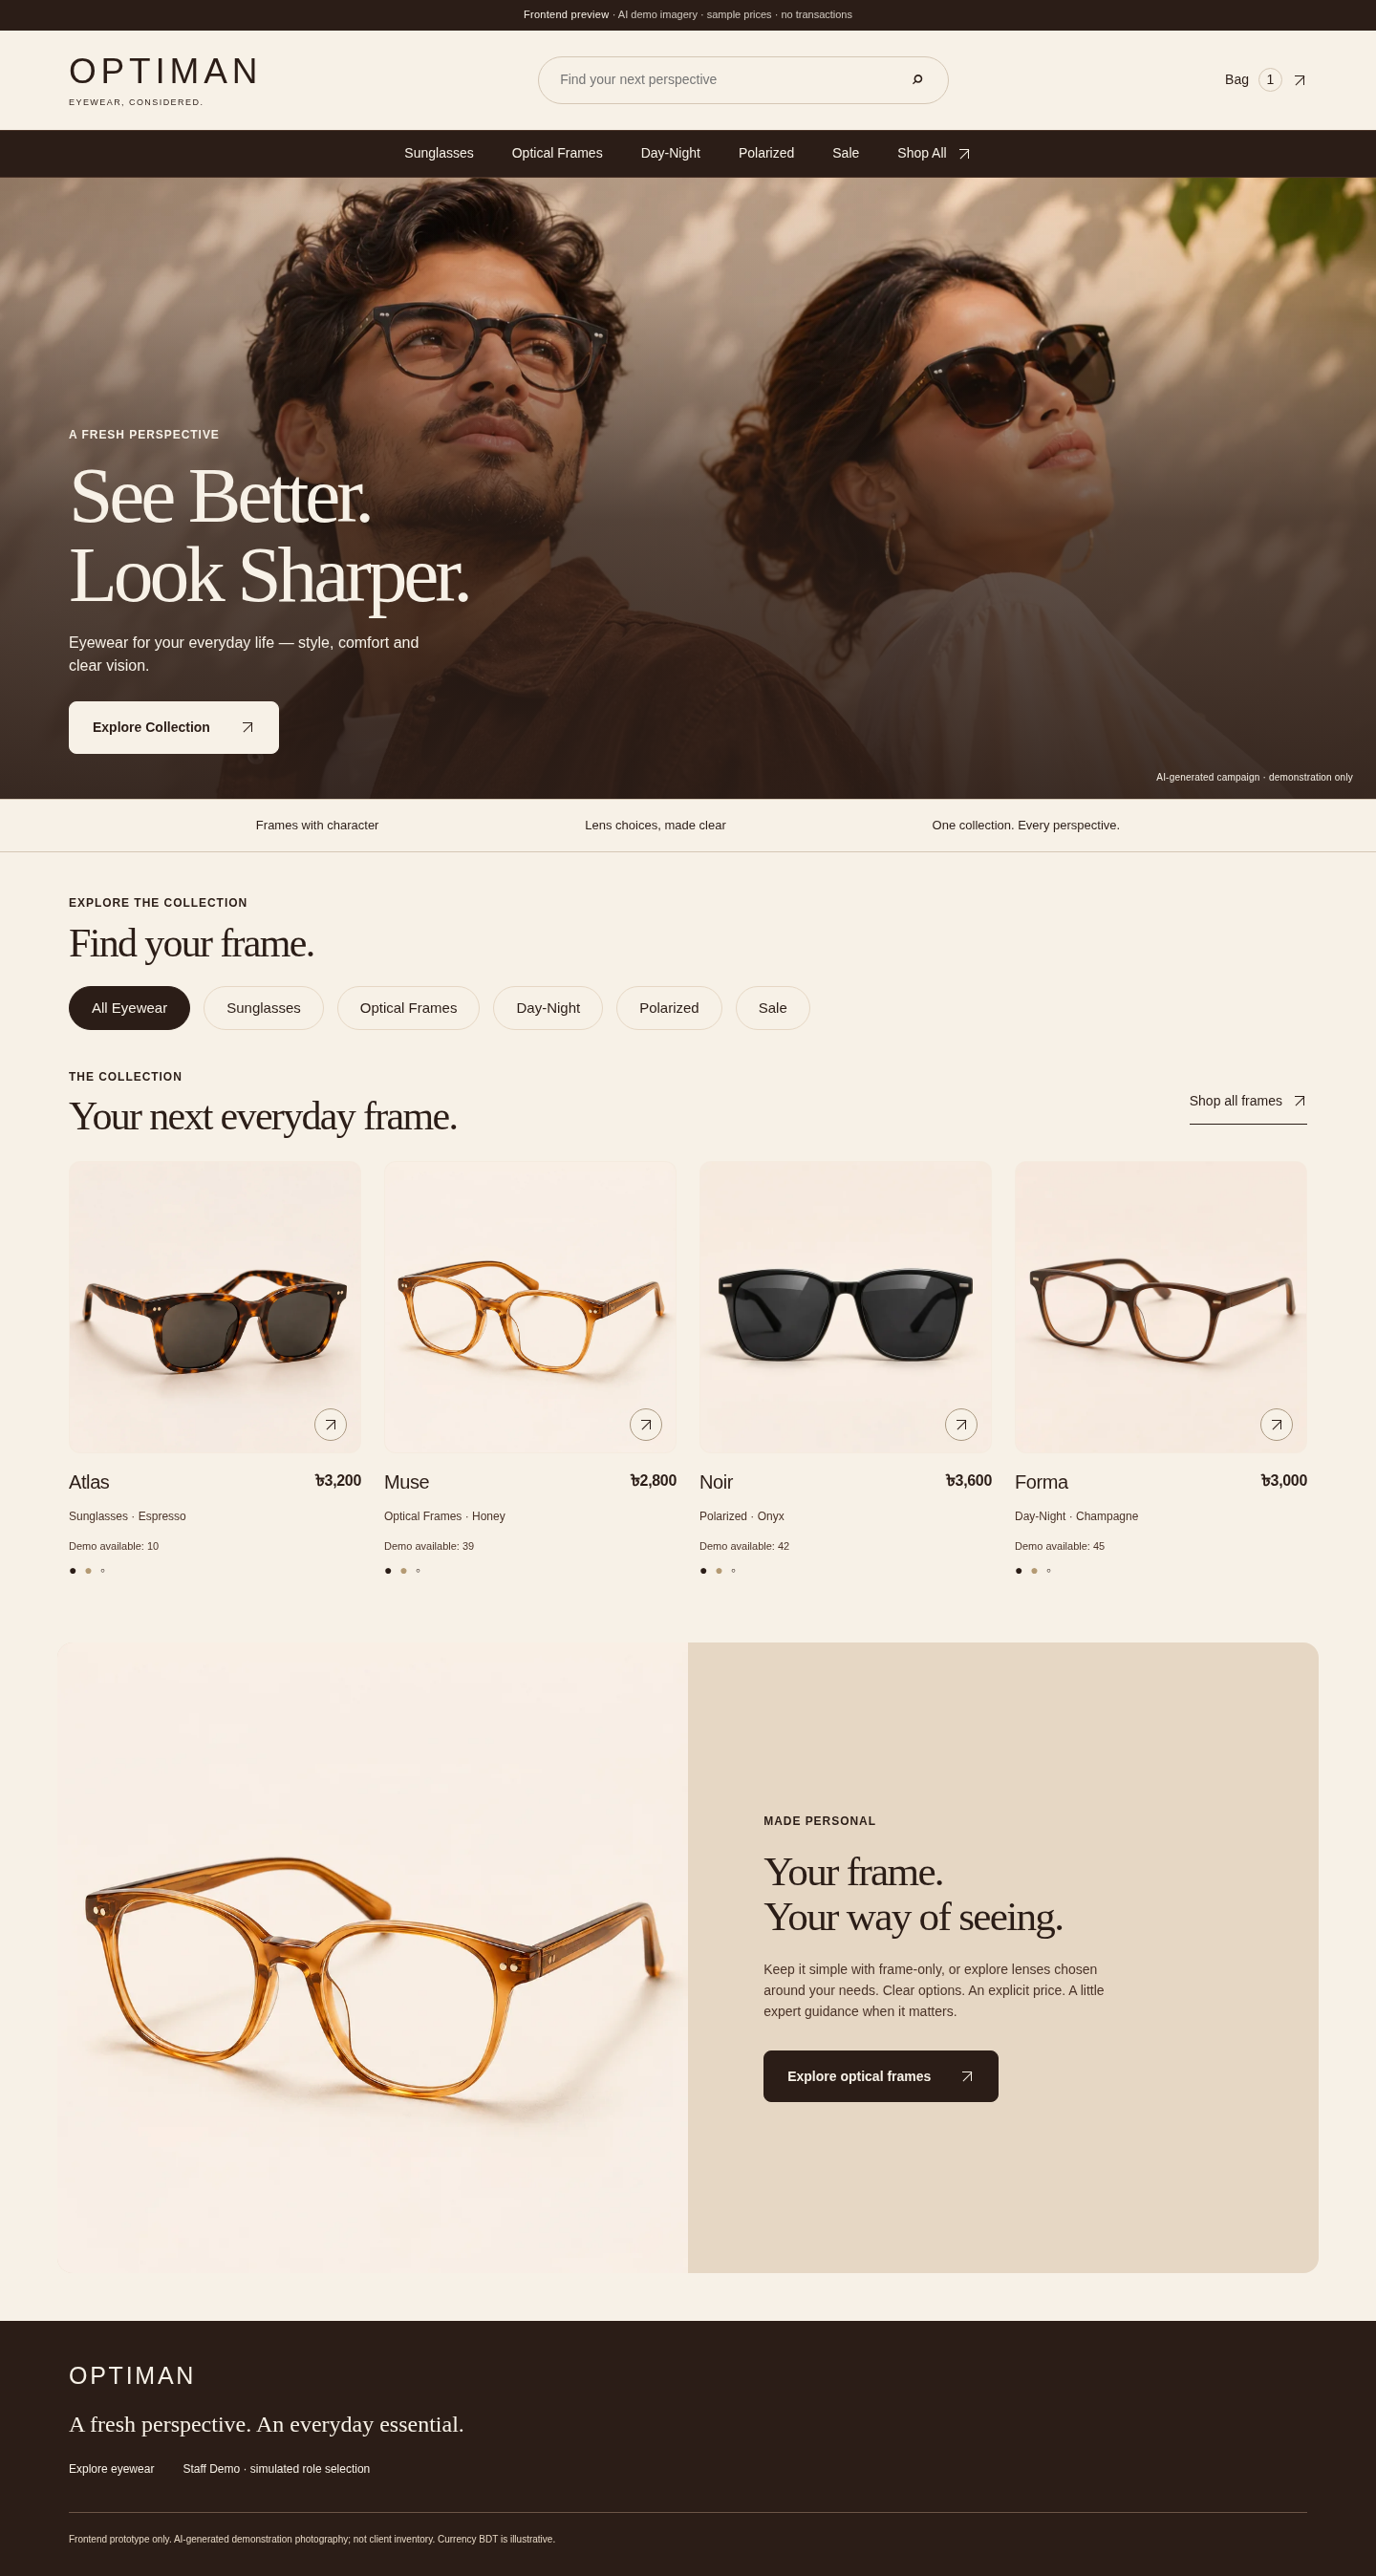 Frontend preview · AI demo imagery · sample prices · no transactions
OPTIMAN
EYEWEAR, CONSIDERED.
Find your next perspective
Bag 1
Sunglasses Optical Frames Day-Night Polarized Sale Shop All
A FRESH PERSPECTIVE
See Better.
Look Sharper.
Eyewear for your everyday life — style, comfort and
clear vision.
Explore Collection
AI-generated campaign · demonstration only
Frames with character Lens choices, made clear One collection. Every perspective.
EXPLORE THE COLLECTION
Find your frame.
All Eyewear Sunglasses Optical Frames Day-Night Polarized Sale
THE COLLECTION
Your next everyday frame.
Shop all frames
Atlas ৳3,200 Muse ৳2,800 Noir ৳3,600 Forma ৳3,000
Sunglasses · Espresso Optical Frames · Honey Polarized · Onyx Day-Night · Champagne
Demo available: 10 Demo available: 39 Demo available: 42 Demo available: 45
MADE PERSONAL
Your frame.
Your way of seeing.
Keep it simple with frame-only, or explore lenses chosen
around your needs. Clear options. An explicit price. A little
expert guidance when it matters.
Explore optical frames
OPTIMAN
A fresh perspective. An everyday essential.
Explore eyewear Staff Demo · simulated role selection
Frontend prototype only. AI-generated demonstration photography; not client inventory. Currency BDT is illustrative.